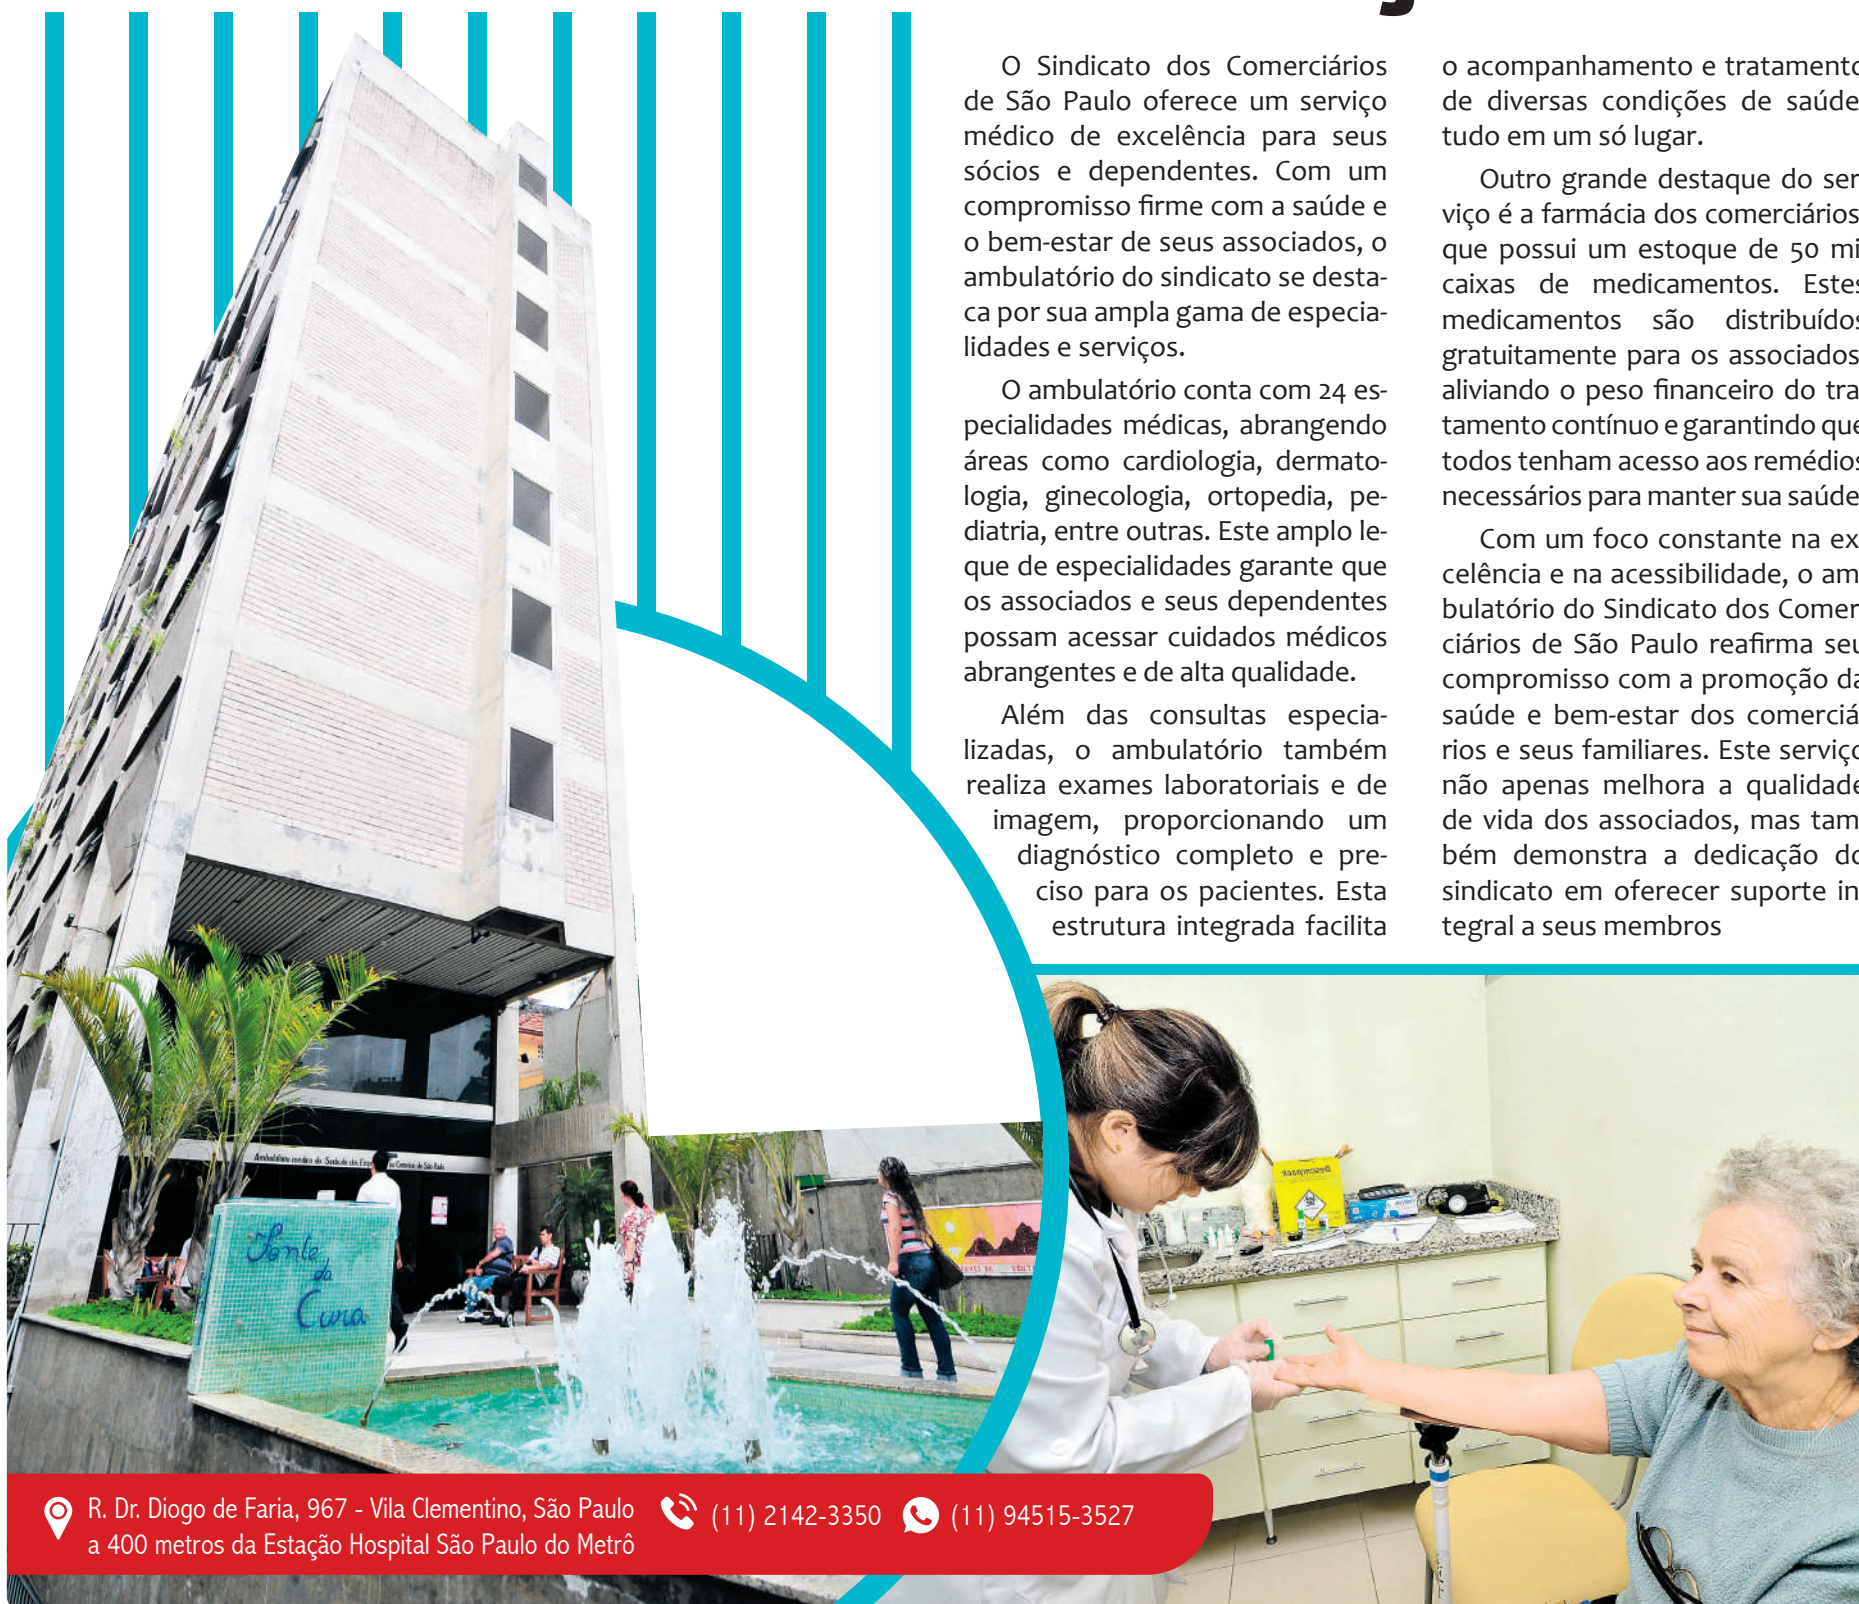 O Sindicato dos Comerciários
de São Paulo oferece um serviço
médico de excelência para seus
sócios e dependentes. Com um
compromisso firme com a saúde e
o bem-estar de seus associados, o
ambulatório do sindicato se desta-
ca por sua ampla gama de especia-
lidades e serviços.
O ambulatório conta com 24 es-
pecialidades médicas, abrangendo
áreas como cardiologia, dermato-
logia, ginecologia, ortopedia, pe-
diatria, entre outras. Este amplo le-
que de especialidades garante que
os associados e seus dependentes
possam acessar cuidados médicos
abrangentes e de alta qualidade.
Além das consultas especia-
lizadas, o ambulatório também
realiza exames laboratoriais e de
imagem, proporcionando um
diagnóstico completo e pre-
ciso para os pacientes. Esta
estrutura integrada facilita
o acompanhamento e tratamento
de diversas condições de saúde
tudo em um só lugar.
Outro grande destaque do ser
viço é a farmácia dos comerciários
que possui um estoque de 50 mi
caixas de medicamentos. Estes
medicamentos são distribuídos
gratuitamente para os associados
aliviando o peso financeiro do tra
tamento contínuo e garantindo que
todos tenham acesso aos remédios
necessários para manter sua saúde
Com um foco constante na ex
celência e na acessibilidade, o am
bulatório do Sindicato dos Comer
ciários de São Paulo reafirma seu
compromisso com a promoção da
saúde e bem-estar dos comerciá
rios e seus familiares. Este serviço
não apenas melhora a qualidade
de vida dos associados, mas tam
bém demonstra a dedicação do
sindicato em oferecer suporte in
tegral a seus membros
Ambulatório médico do Sindicato dos Comércio de São Paulo
Fonte
da
Cura
Descarpack
R. Dr. Diogo de Faria, 967 - Vila Clementino, São Paulo
a 400 metros da Estação Hospital São Paulo do Metrô
(11) 2142-3350
(11) 94515-3527